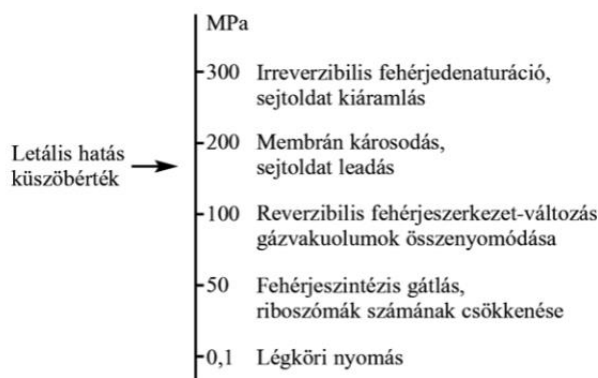 MPa
300 Irreverzibilis fehérjedenaturáció,
sejtoldat kiáramlás
Letális hatás
küszöbérték
200 Membrán károsodás,
sejtoldat leadás
100 Reverzibilis fehérjeszerkezet-változás
gázvakuolumok összenyomódása
50 Fehérjeszintézis gátlás,
riboszómák számának csökkenése
0,1 Légköri nyomás